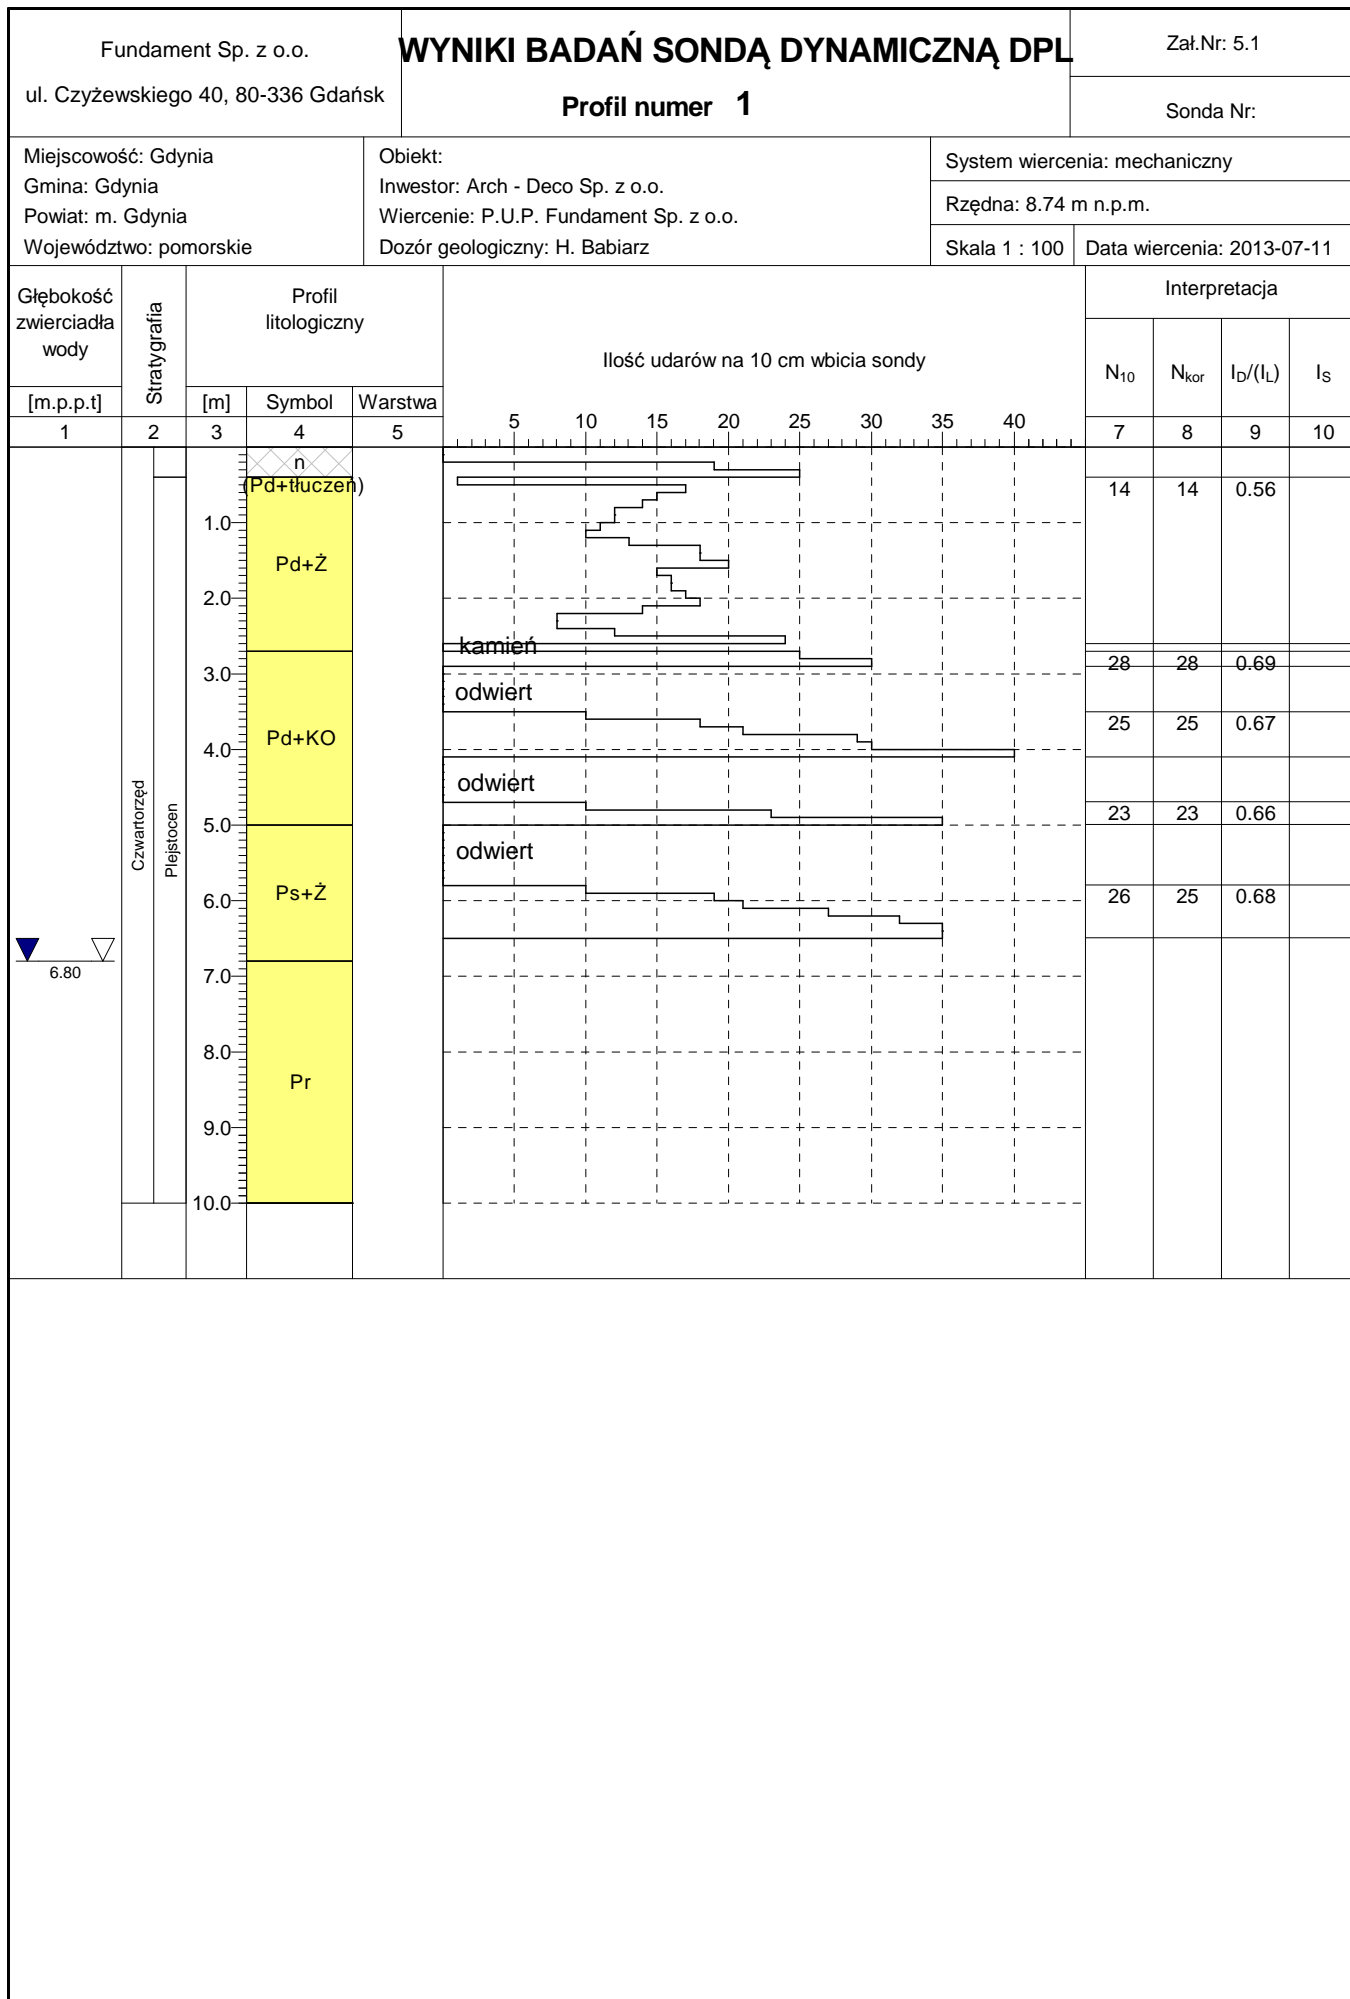 Fundament Sp. z o.o.
ul. Czyżewskiego 40, 80-336 Gdańsk
WYNIKI BADAŃ SONDĄ DYNAMICZNĄ DPL
Profil numer 1
Zał.Nr: 5.1
Sonda Nr:
Miejscowość: Gdynia
Gmina: Gdynia
Powiat: m. Gdynia
Województwo: pomorskie
Obiekt:
Inwestor: Arch - Deco Sp. z o.o.
Wiercenie: P.U.P. Fundament Sp. z o.o.
Dozór geologiczny: H. Babiarz
System wiercenia: mechaniczny
Rzędna: 8.74 m n.p.m.
Skala 1 : 100
Data wiercenia: 2013-07-11
Głębokość
zwierciadła
wody
[m.p.p.t]
Stratygrafia
Profil
litologiczny
[m] Symbol Warstwa
Ilość udarów na 10 cm wbicia sondy
5 10 15 20 25 30 35 40
Interpretacja
N10 Nkor ID/(IL) IS
1 2 3 4 5 7 8 9 10
n
(Pd+tłuczeń)
14 14 0.56
1.0
Pd+Ż
2.0
kamień
28 28 0.69
3.0
odwiert
25 25 0.67
Pd+KO
4.0
odwiert
23 23 0.66
5.0
Czwartorzęd
Plejstocen
odwiert
Ps+Ż
6.0
26 25 0.68
6.80
7.0
8.0
Pr
9.0
10.0